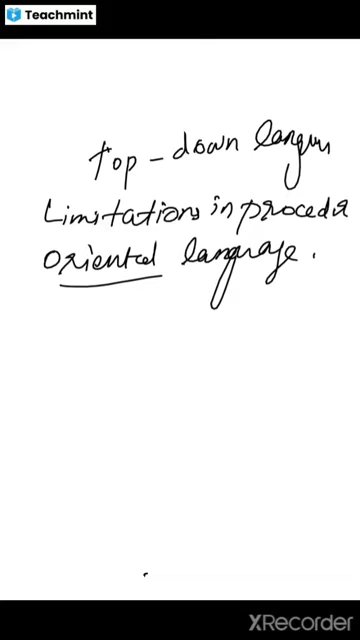 Teachmint
top - down langu
Limitations in procedu
oriented language.
XRecorder